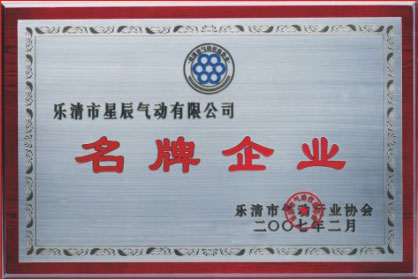 乐清市星辰气动有限公司
名牌企业
乐清市气动行业协会
二〇〇七年二月